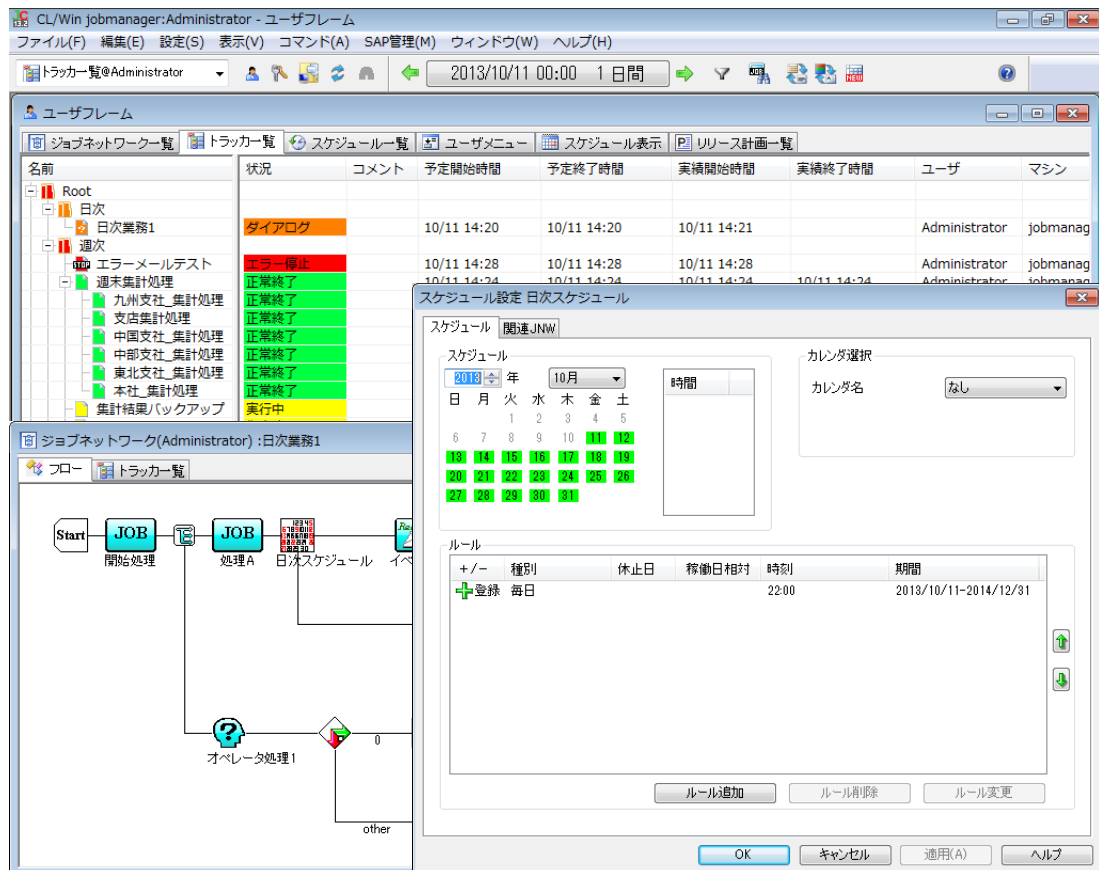 CL/Win jobmanager:Administrator - ユーザフレーム
ファイル(F) 編集(E) 設定(S) 表示(V) コマンド(A) SAP管理(M) ウィンドウ(W) ヘルプ(H)
トラッカ一覧@Administrator 2013/10/11 00:00 1 日間
ユーザフレーム
ジョブネットワーク一覧 トラッカ一覧 スケジュール一覧 ユーザメニュー スケジュール表示 リリース計画一覧
名前 状況 コメント 予定開始時間 予定終了時間 実績開始時間 実績終了時間 ユーザ マシン
Root
日次
日次業務1 ダイアログ 10/11 14:20 10/11 14:20 10/11 14:21 Administrator jobmanag
週次
エラーメールテスト エラー停止 10/11 14:28 10/11 14:28 10/11 14:28 Administrator jobmanag
週末集計処理 正常終了 10/11 14:24 10/11 14:24 10/11 14:24 10/11 14:24 Administrator jobmanag
九州支社_集計処理 正常終了
支店集計処理 正常終了
中国支社_集計処理 正常終了
中部支社_集計処理 正常終了
東北支社_集計処理 正常終了
本社_集計処理 正常終了
集計結果バックアップ 実行中
ジョブネットワーク(Administrator) :日次業務1
フロー トラッカ一覧
Start JOB JOB
開始処理 処理A 日次スケジュール イベ
オペレータ処理1 0
other
スケジュール設定 日次スケジュール
スケジュール 関連JNW
スケジュール
2013 年 10月
日 月 火 水 木 金 土
1 2 3 4 5
6 7 8 9 10 11 12
13 14 15 16 17 18 19
20 21 22 23 24 25 26
27 28 29 30 31
時間
カレンダ選択
カレンダ名 なし
ルール
+/- 種別 休止日 稼働日相対 時刻 期間
登録 毎日 22:00 2013/10/11-2014/12/31
ルール追加 ルール削除 ルール変更
OK キャンセル 適用(A) ヘルプ